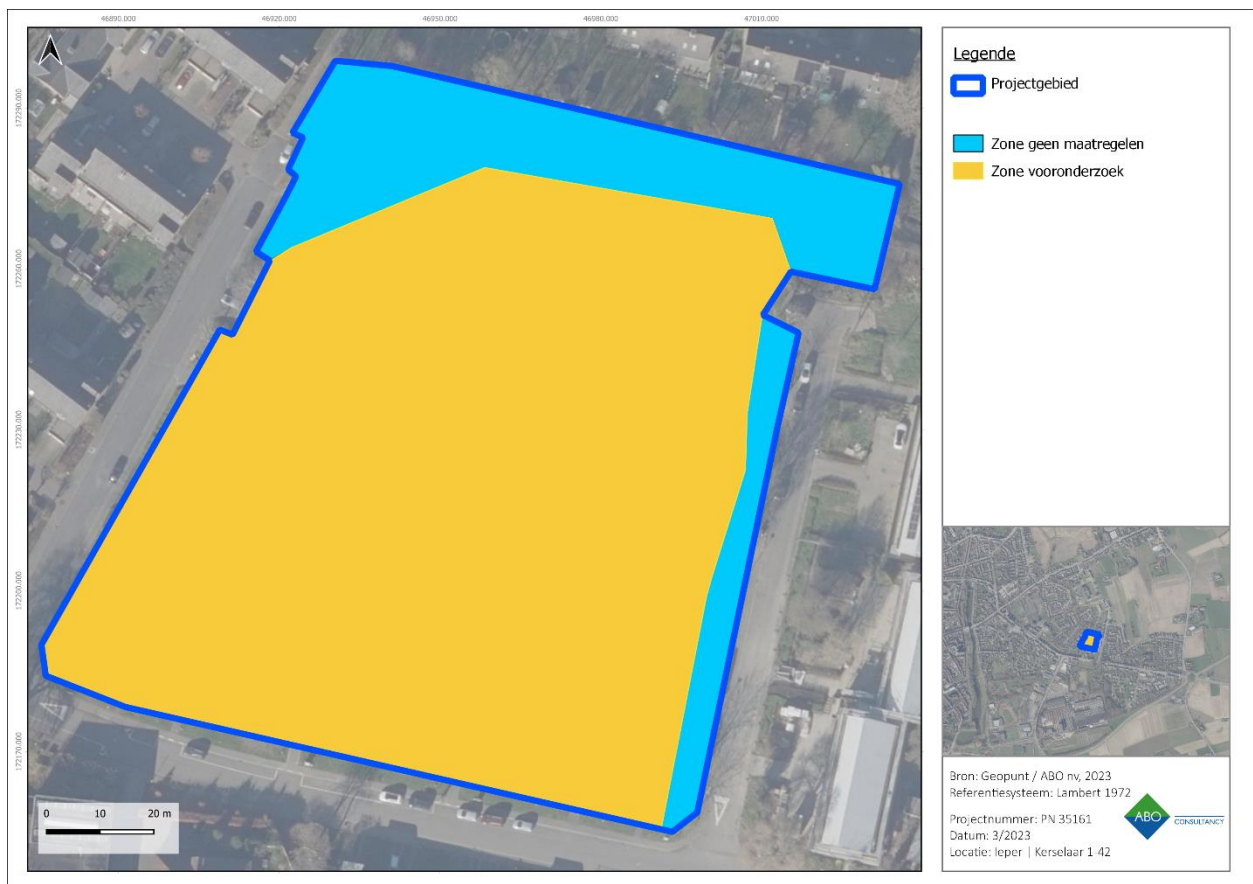 46890.000 46920.000 46950.000 46980.000 47010.000
172290.000
172260.000
172230.000
172200.000
172170.000
0 10 20 m
Legende
Projectgebied
Zone geen maatregelen
Zone vooronderzoek
Bron: Geopunt / ABO nv, 2023
Referentiesysteem: Lambert 1972
Projectnummer: PN 35161
Datum: 3/2023
Locatie: Ieper | Kerselaar 1-42
ABO
CONSULTANCY